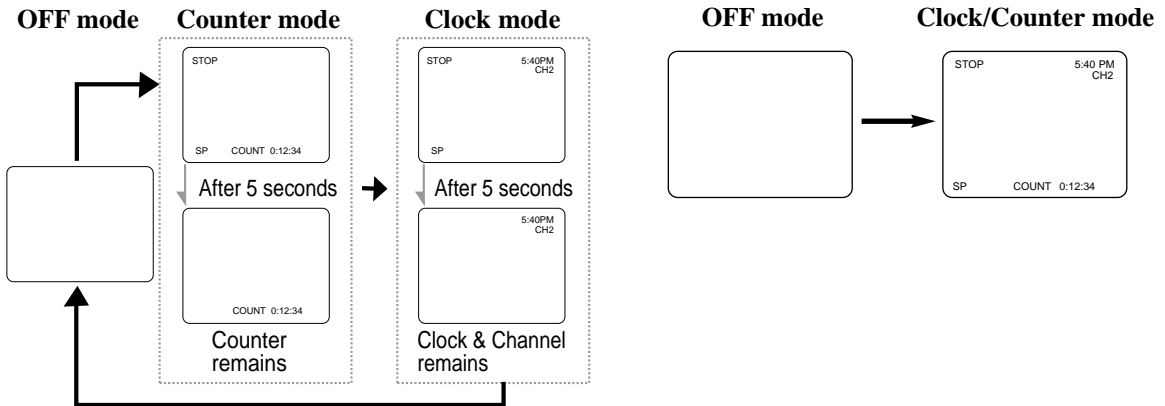 OFF mode
Counter mode
Clock mode
STOP
SP COUNT 0:12:34
After 5 seconds
COUNT 0:12:34
Counter
remains
STOP 5:40PM
CH2
SP
After 5 seconds
5:40PM
CH2
Clock & Channel
remains
OFF mode
Clock/Counter mode
STOP 5:40 PM
CH2
SP COUNT 0:12:34